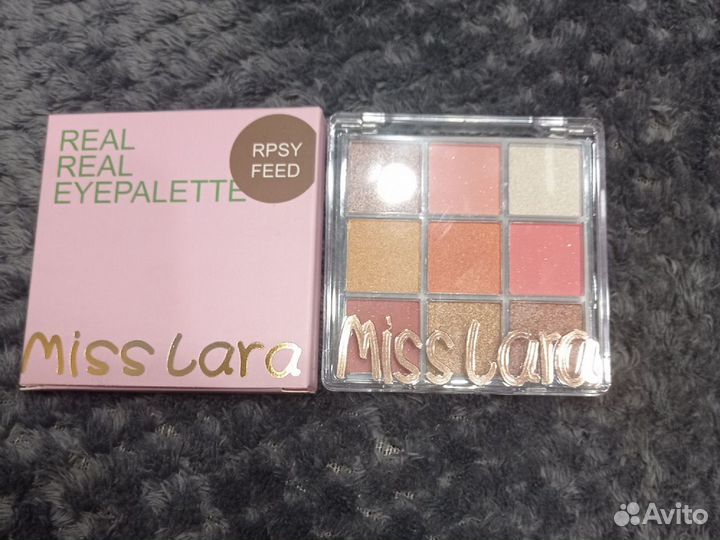 REAL
REAL
EYEPALETTE
RPSY
FEED
Miss Lara
Miss Lara
Avito